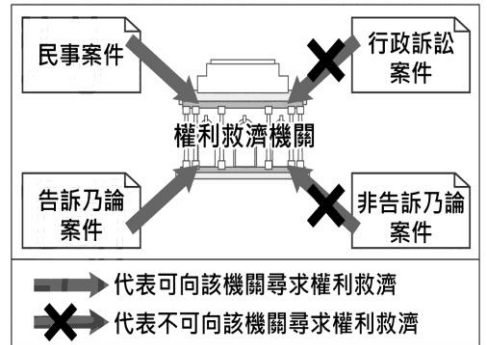 民事案件
行政訴訟
案件
權利救濟機關
告訴乃論
案件
非告訴乃論
案件
代表可向該機關尋求權利救濟
代表不可向該機關尋求權利救濟